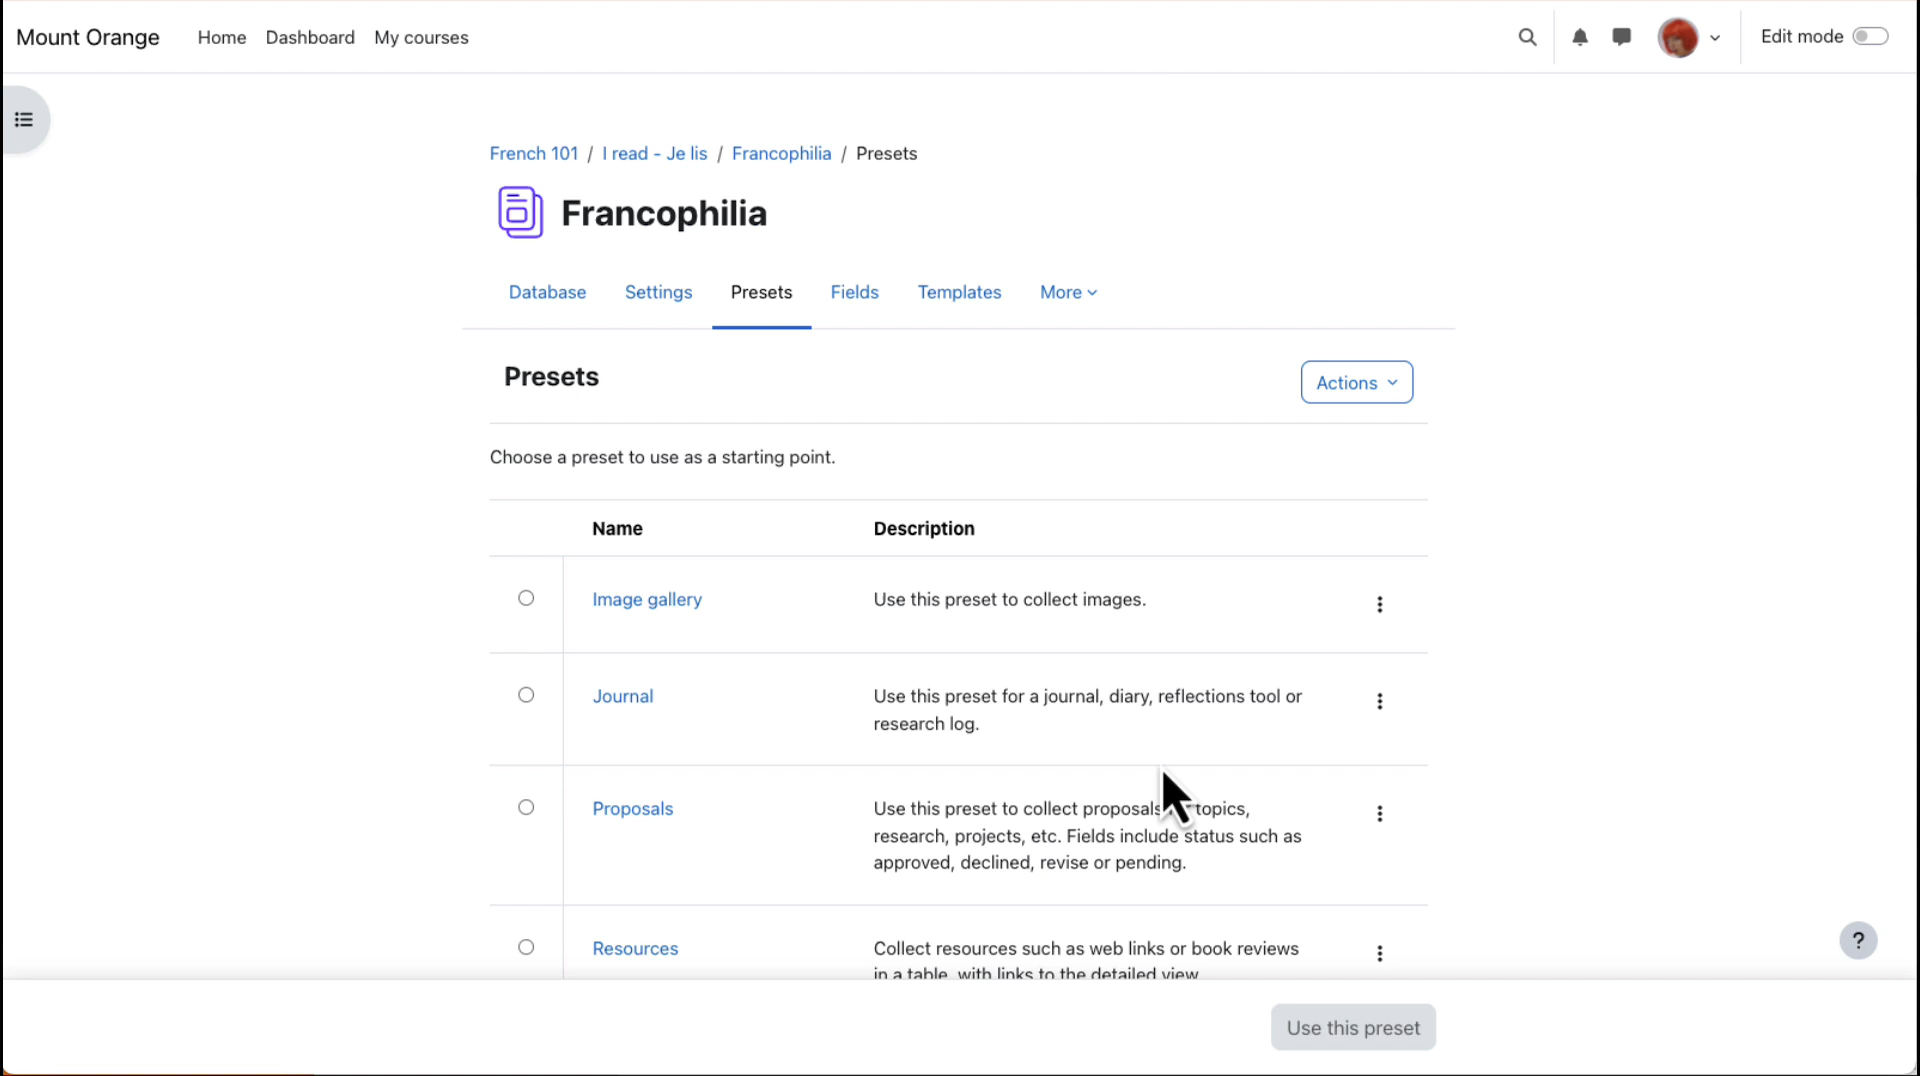 Mount Orange Home Dashboard My courses Edit mode
French 101 / I read - Je lis / Francophilia / Presets
Francophilia
Database Settings Presets Fields Templates More
Presets Actions
Choose a preset to use as a starting point.
Name Description
Image gallery Use this preset to collect images.
Journal Use this preset for a journal, diary, reflections tool or
research log.
Proposals Use this preset to collect proposals topics,
research, projects, etc. Fields include status such as
approved, declined, revise or pending.
Resources Collect resources such as web links or book reviews
in a table, with links to the detailed view
?
Use this preset